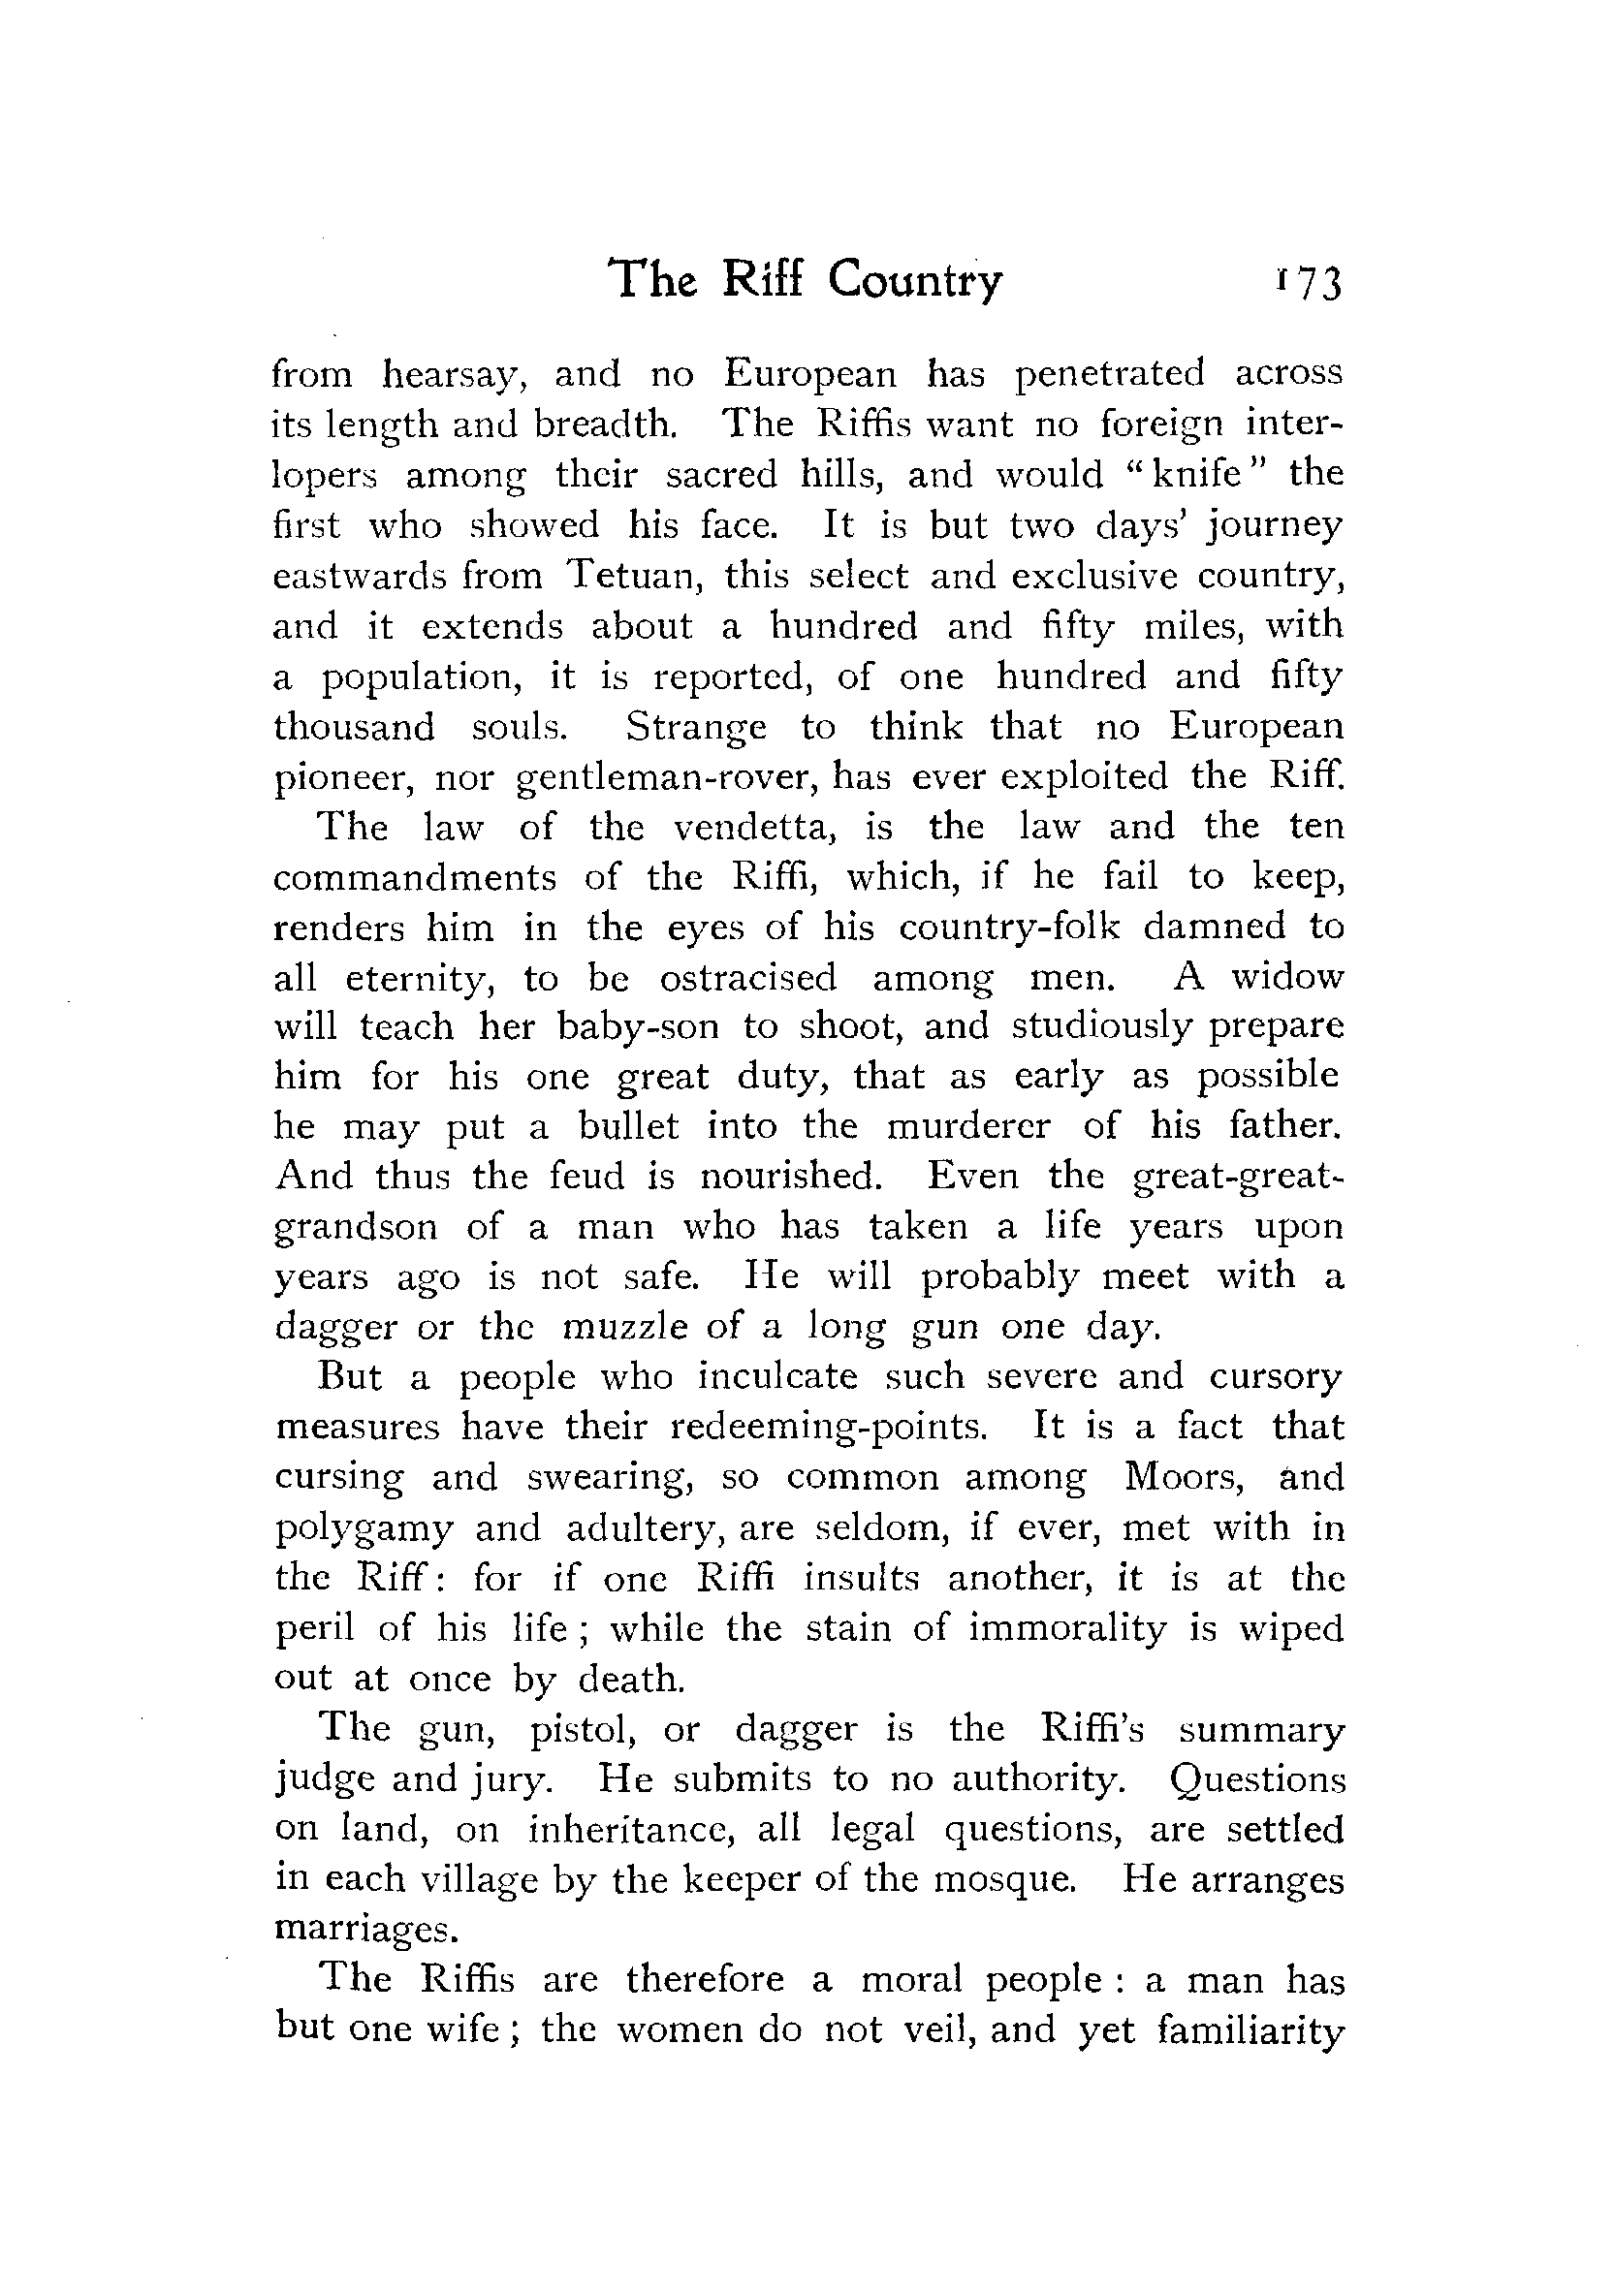 The Riff Country 173
from hearsay, and no European has penetrated across
its length and breadth. The Riffis want no foreign inter-
lopers among their sacred hills, and would "knife" the
first who showed his face. It is but two days' journey
eastwards from Tetuan, this select and exclusive country,
and it extends about a hundred and fifty miles, with
a population, it is reported, of one hundred and fifty
thousand souls. Strange to think that no European
pioneer, nor gentleman-rover, has ever exploited the Riff.
The law of the vendetta, is the law and the ten
commandments of the Riffi, which, if he fail to keep,
renders him in the eyes of his country-folk damned to
all eternity, to be ostracised among men. A widow
will teach her baby-son to shoot, and studiously prepare
him for his one great duty, that as early as possible
he may put a bullet into the murderer of his father.
And thus the feud is nourished. Even the great-great-
grandson of a man who has taken a life years upon
years ago is not safe. He will probably meet with a
dagger or the muzzle of a long gun one day.
But a people who inculcate such severe and cursory
measures have their redeeming-points. It is a fact that
cursing and swearing, so common among Moors, and
polygamy and adultery, are seldom, if ever, met with in
the Riff: for if one Riffi insults another, it is at the
peril of his life; while the stain of immorality is wiped
out at once by death.
The gun, pistol, or dagger is the Riffi's summary
judge and jury. He submits to no authority. Questions
on land, on inheritance, all legal questions, are settled
in each village by the keeper of the mosque. He arranges
marriages.
The Riffis are therefore a moral people: a man has
but one wife; the women do not veil, and yet familiarity